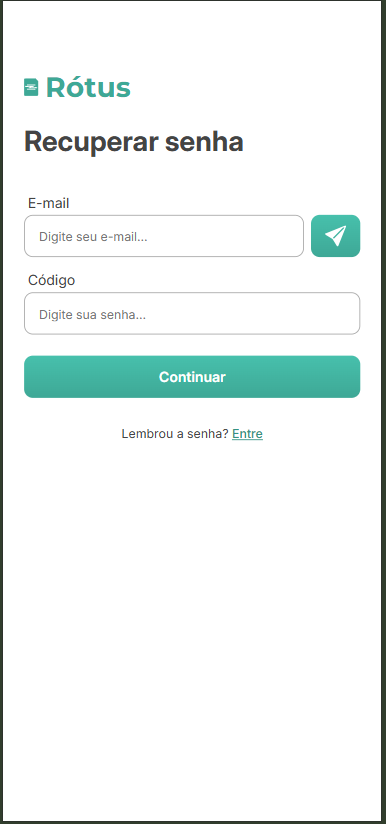 Rótus
Recuperar senha
E-mail
Digite seu e-mail...
Código
Digite sua senha...
Continuar
Lembrou a senha? Entre